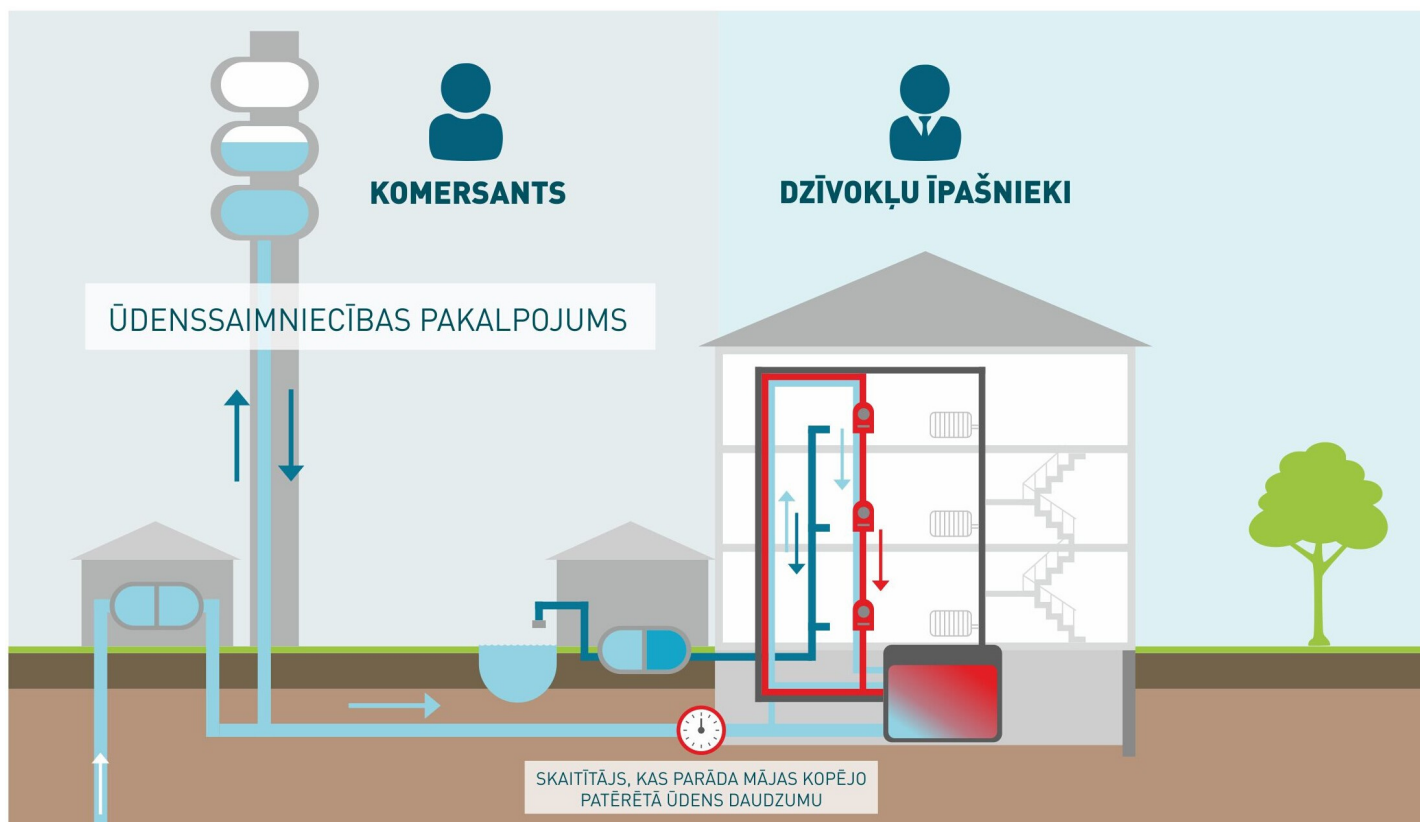 KOMERSANTS
DZĪVOKĻU ĪPAŠNIEKI
ŪDENSSAIMNIECĪBAS PAKALPOJUMS
SKAITĪTĀJS, KAS PARĀDA MĀJAS KOPĒJO
PATĒRĒTĀ ŪDENS DAUDZUMU